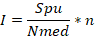 I = Spu / Nmed * n